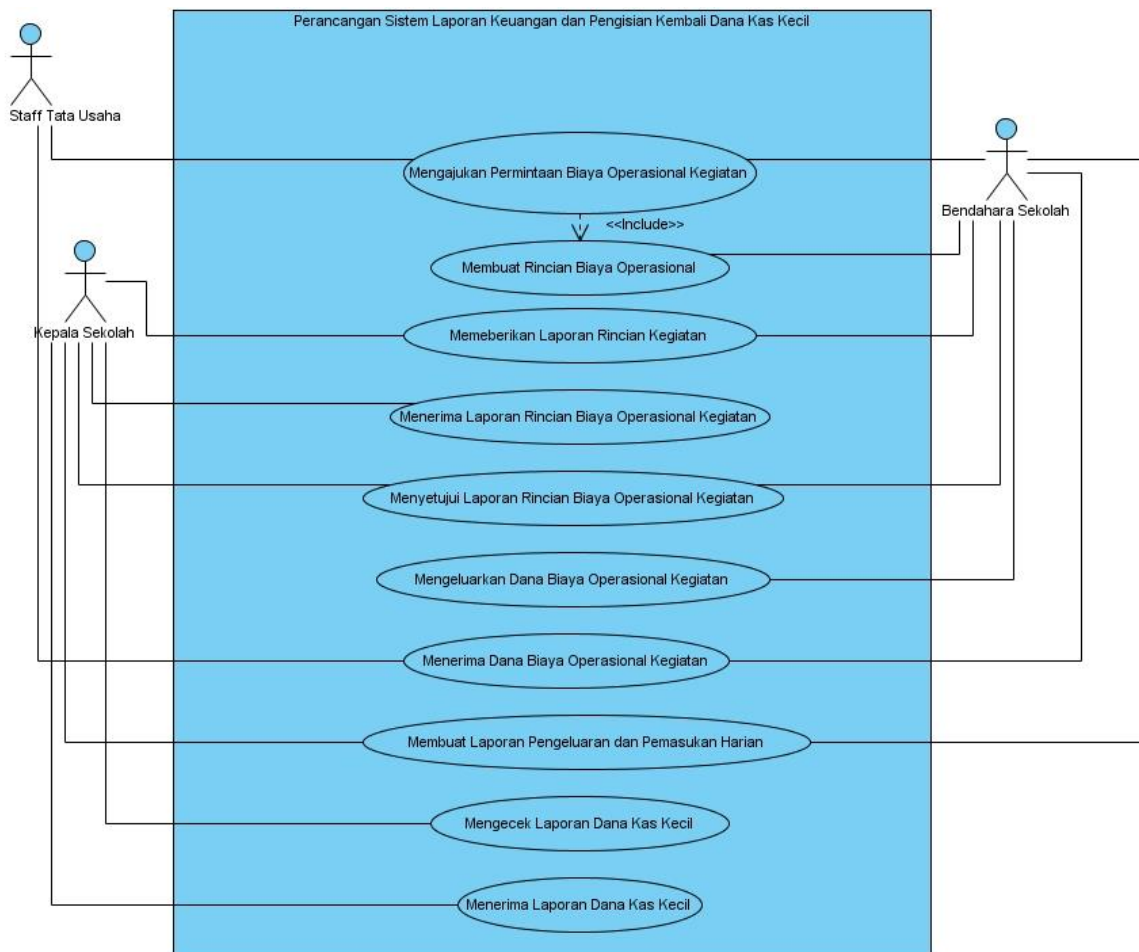 Perancangan Sistem Laporan Keuangan dan Pengisian Kembali Dana Kas Kecil
Staff Tata Usaha
Mengajukan Permintaan Biaya Operasional Kegiatan
Bendahara Sekolah
<<Include>>
Membuat Rincian Biaya Operasional
Kepala Sekolah
Memeberikan Laporan Rincian Kegiatan
Menerima Laporan Rincian Biaya Operasional Kegiatan
Menyetujui Laporan Rincian Biaya Operasional Kegiatan
Mengeluarkan Dana Biaya Operasional Kegiatan
Menerima Dana Biaya Operasional Kegiatan
Membuat Laporan Pengeluaran dan Pemasukan Harian
Mengecek Laporan Dana Kas Kecil
Menerima Laporan Dana Kas Kecil